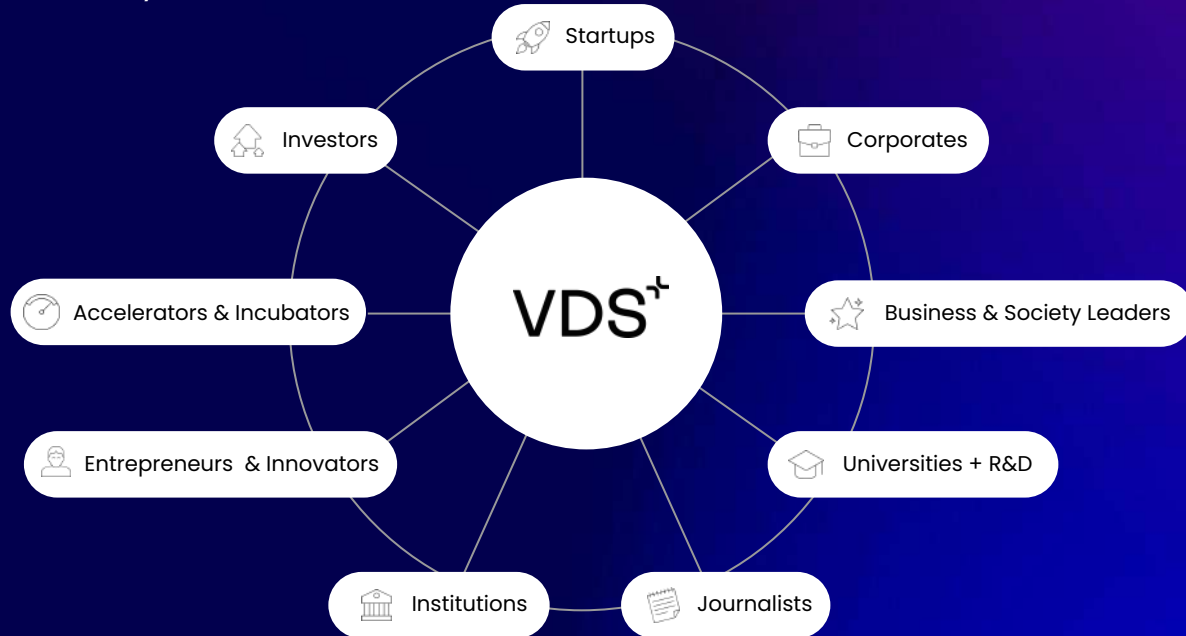 Startups
Investors
Corporates
VDS
Accelerators & Incubators
Business & Society Leaders
Entrepreneurs & Innovators
Universities + R&D
Institutions
Journalists